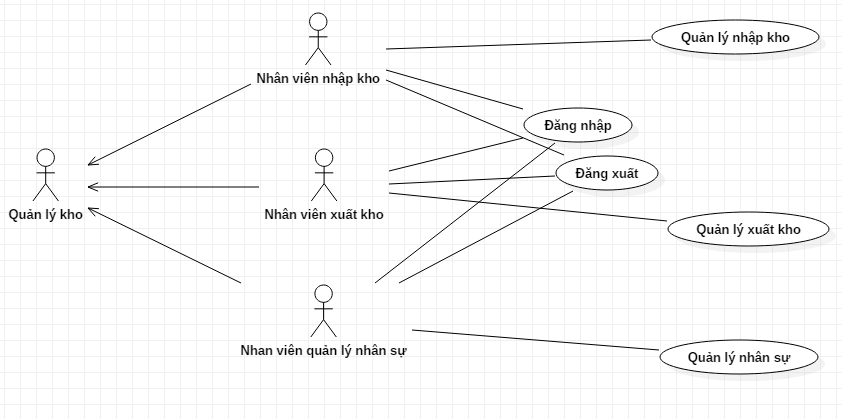 Nhân viên nhập kho
Quản lý nhập kho
Đăng nhập
Đăng xuất
Quản lý kho
Nhân viên xuất kho
Quản lý xuất kho
Nhan viên quản lý nhân sự
Quản lý nhân sự